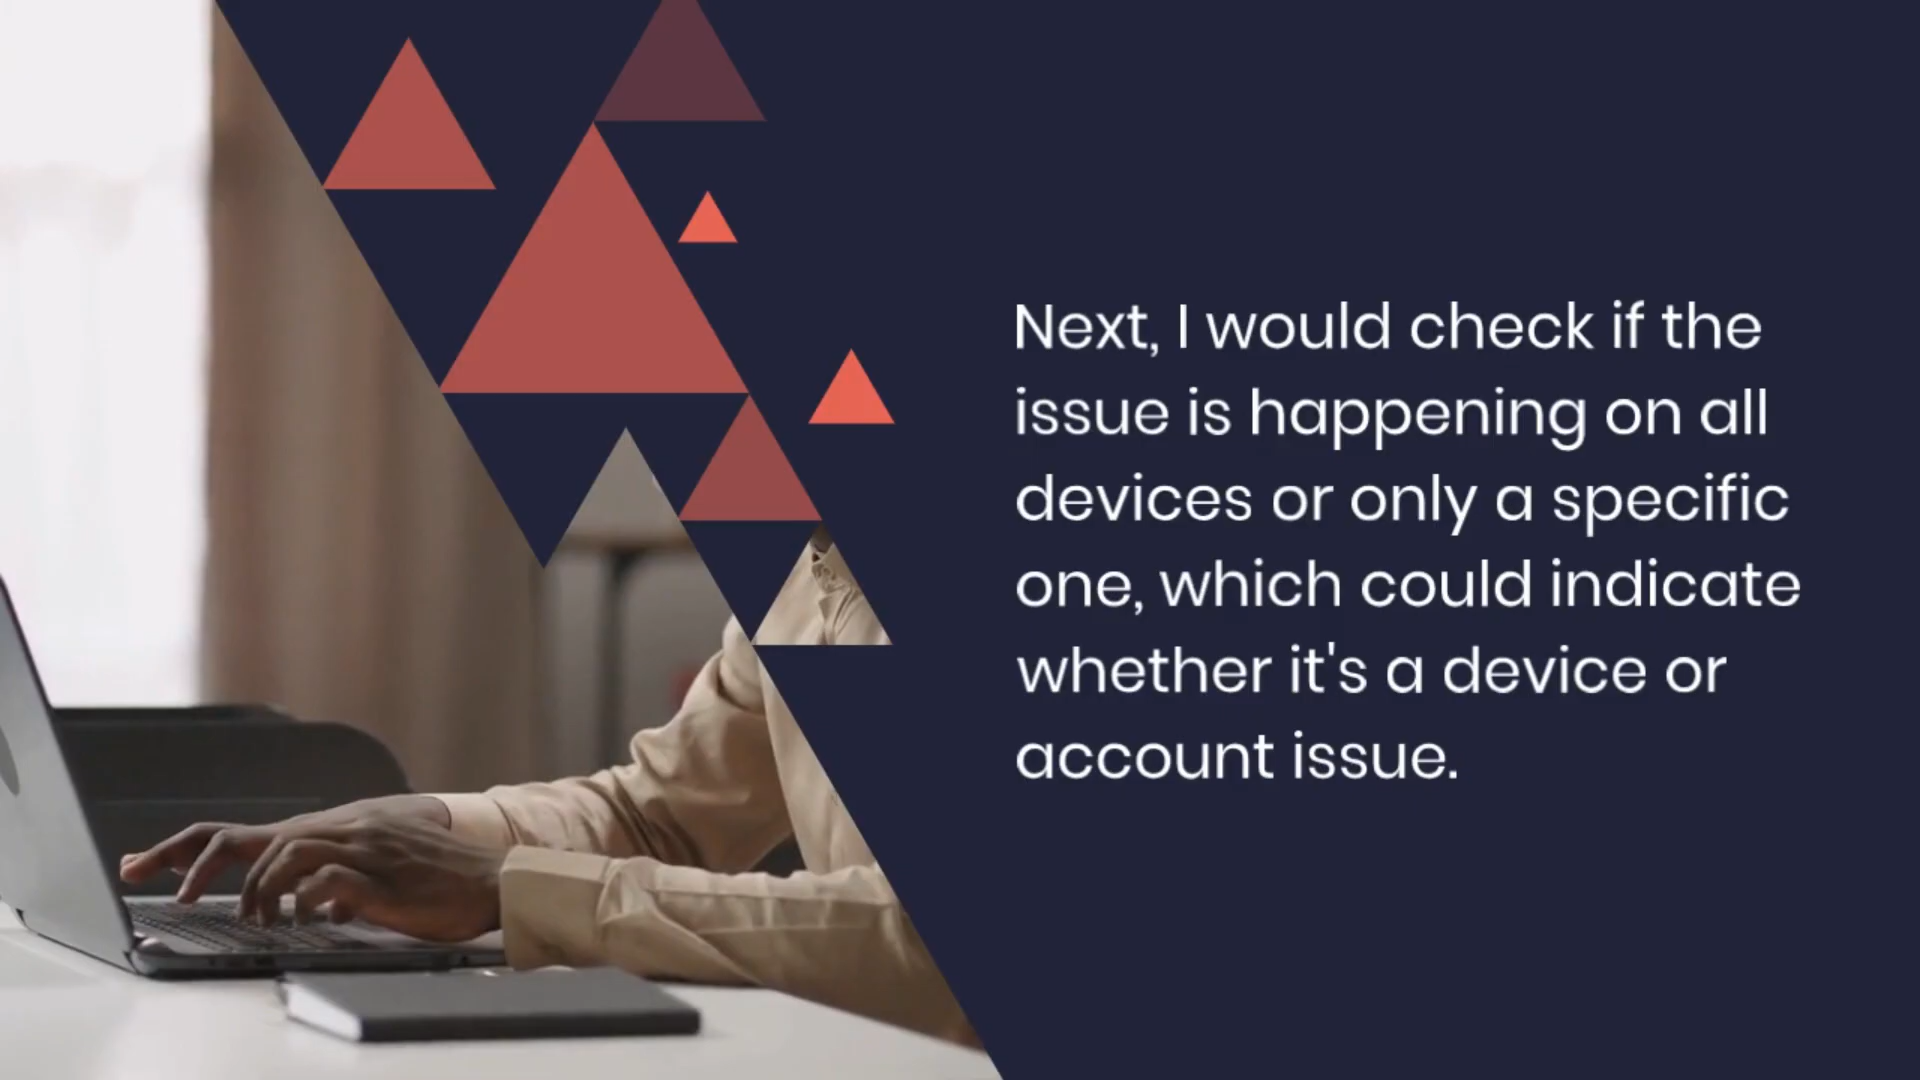 Next, I would check if the
issue is happening on all
devices or only a specific
one, which could indicate
whether it's a device or
account issue.